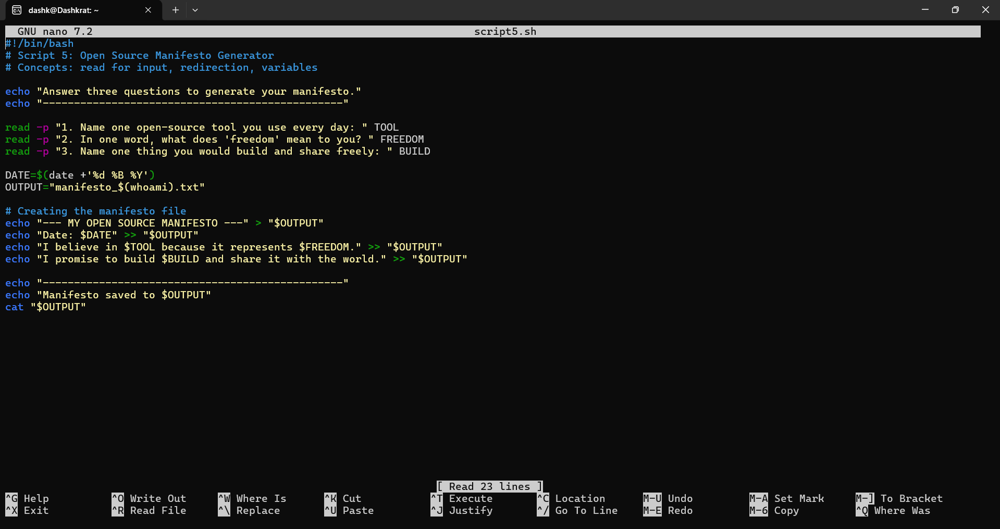 dashk@Dashkrat: ~
GNU nano 7.2 script5.sh
#!/bin/bash
# Script 5: Open Source Manifesto Generator
# Concepts: read for input, redirection, variables
echo "Answer three questions to generate your manifesto."
echo "------------------------------------------------"
read -p "1. Name one open-source tool you use every day: " TOOL
read -p "2. In one word, what does 'freedom' mean to you? " FREEDOM
read -p "3. Name one thing you would build and share freely: " BUILD
DATE=$(date +'%d %B %Y')
OUTPUT="manifesto_$(whoami).txt"
# Creating the manifesto file
echo "--- MY OPEN SOURCE MANIFESTO ---" > "$OUTPUT"
echo "Date: $DATE" >> "$OUTPUT"
echo "I believe in $TOOL because it represents $FREEDOM." >> "$OUTPUT"
echo "I promise to build $BUILD and share it with the world." >> "$OUTPUT"
echo "------------------------------------------------"
echo "Manifesto saved to $OUTPUT"
cat "$OUTPUT"
[ Read 23 lines ]
^G Help ^O Write Out ^W Where Is ^K Cut ^T Execute ^C Location M-U Undo M-A Set Mark M-] To Bracket
^X Exit ^R Read File ^\ Replace ^U Paste ^J Justify ^/ Go To Line M-E Redo M-6 Copy ^Q Where Was